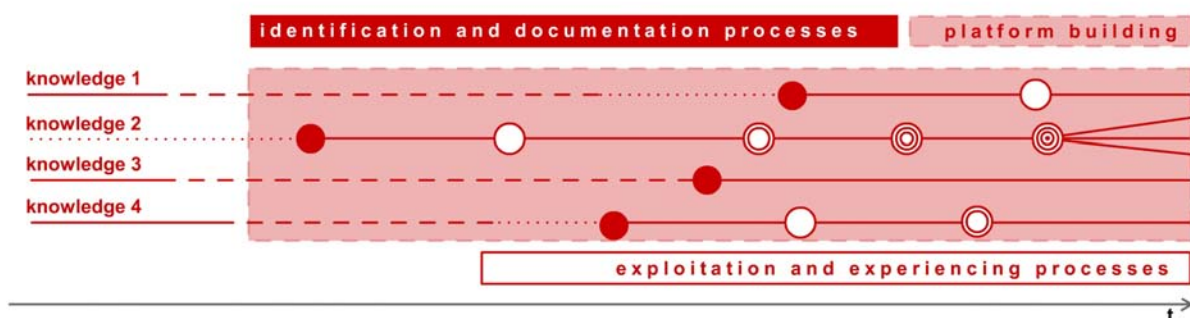 identification and documentation processes
platform building
knowledge 1
knowledge 2
knowledge 3
knowledge 4
exploitation and experiencing processes
t